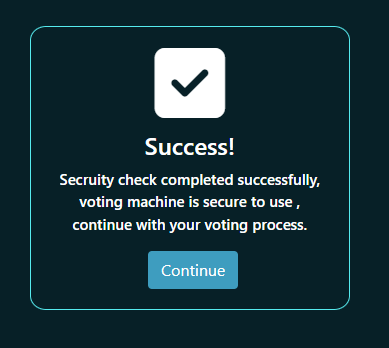 Success!
Secruity check completed successfully,
voting machine is secure to use ,
continue with your voting process.
Continue